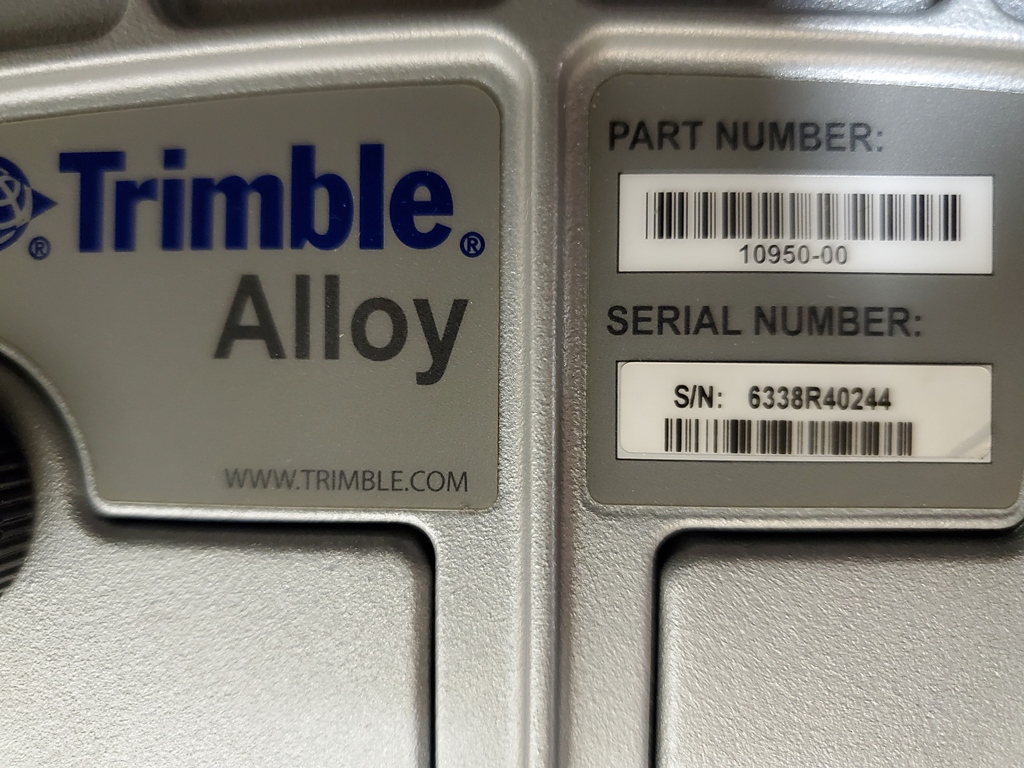 Trimble®
®
Alloy
WWW.TRIMBLE.COM
PART NUMBER:
10950-00
SERIAL NUMBER:
S/N: 6338R40244